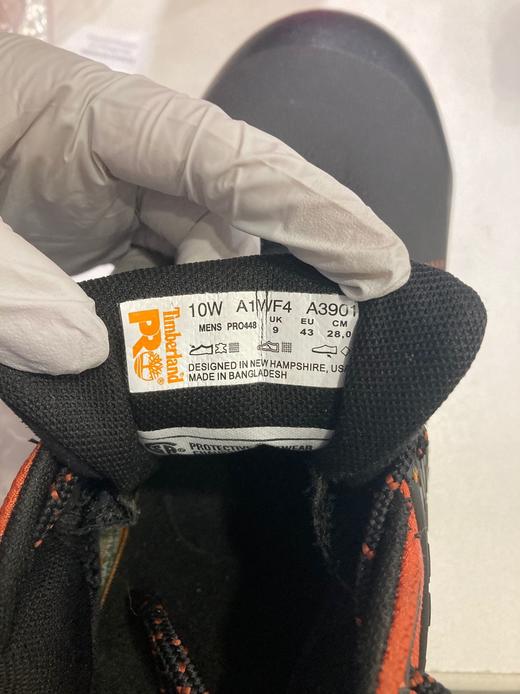 Timberland
PRO®
10W A1WF4 A3901
MENS PRO448 UK EU CM
9 43 28,0
DESIGNED IN NEW HAMPSHIRE, USA
MADE IN BANGLADESH
PROTECTIVE